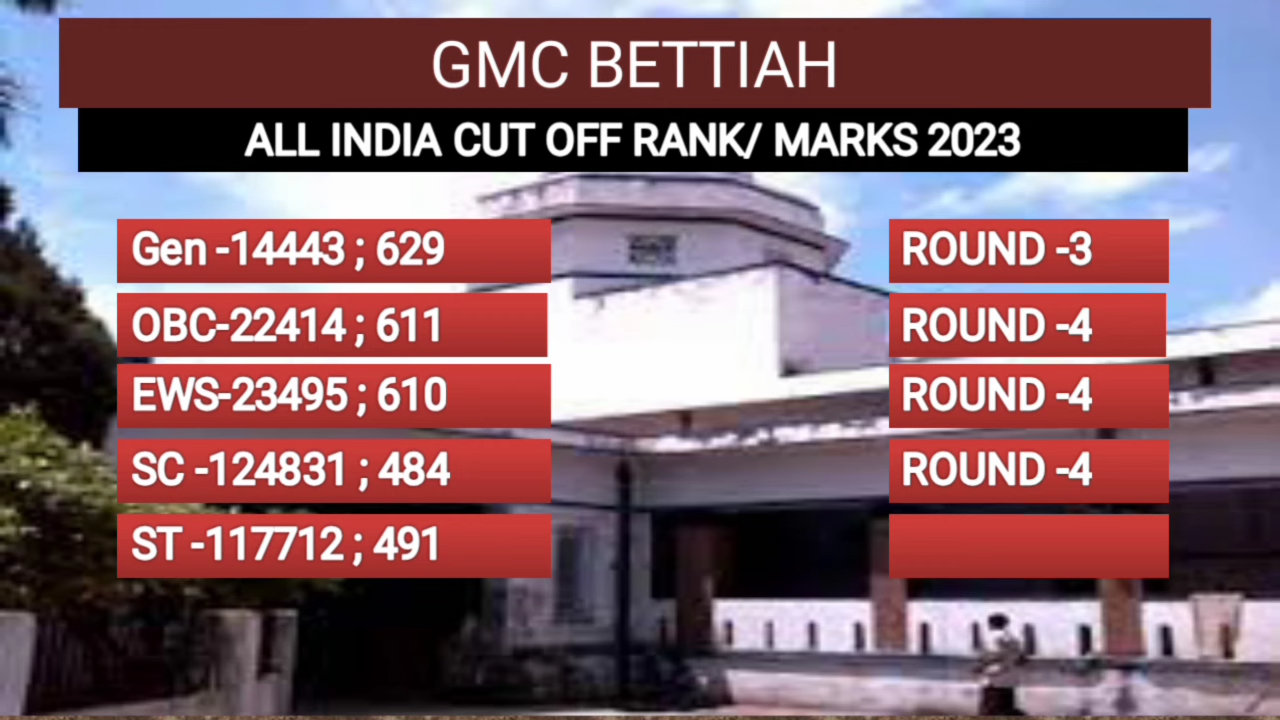 GMC BETTIAH
ALL INDIA CUT OFF RANK/ MARKS 2023
Gen -14443 ; 629
ROUND -3
OBC-22414 ; 611
ROUND -4
EWS-23495 ; 610
ROUND -4
SC -124831 ; 484
ROUND -4
ST -117712 ; 491